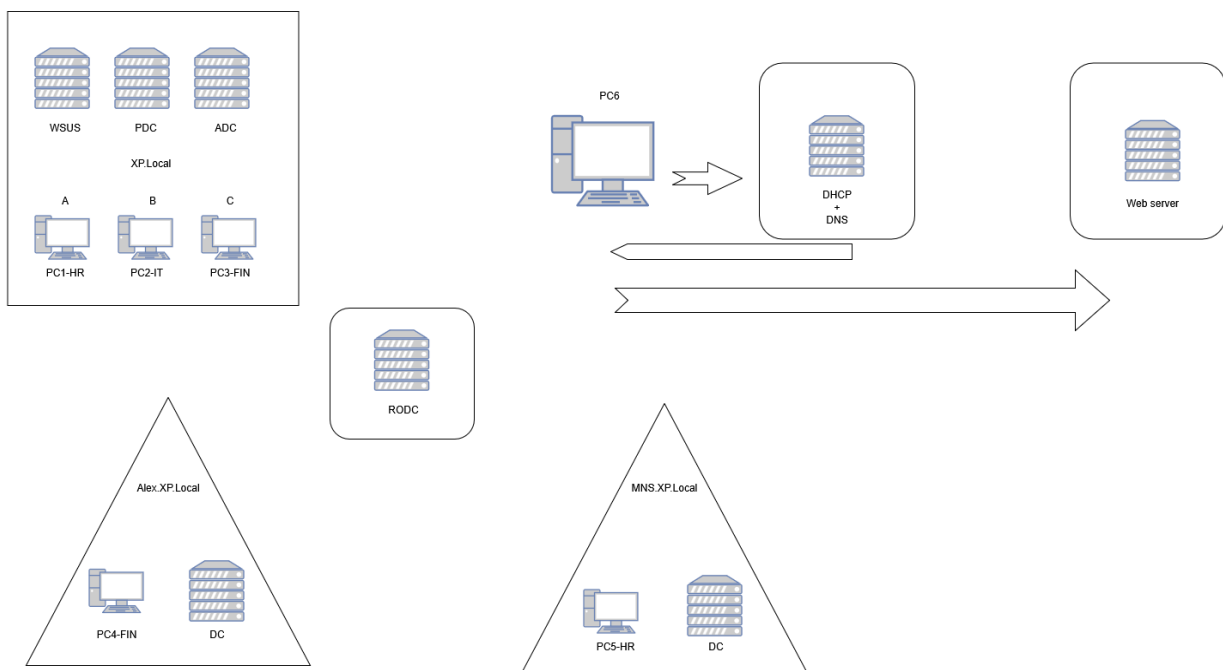 WSUS
PDC
ADC
XP.Local
A
B
C
PC1-HR
PC2-IT
PC3-FIN
PC6
DHCP
+
DNS
Web server
RODC
Alex.XP.Local
PC4-FIN
DC
MNS.XP.Local
PC5-HR
DC